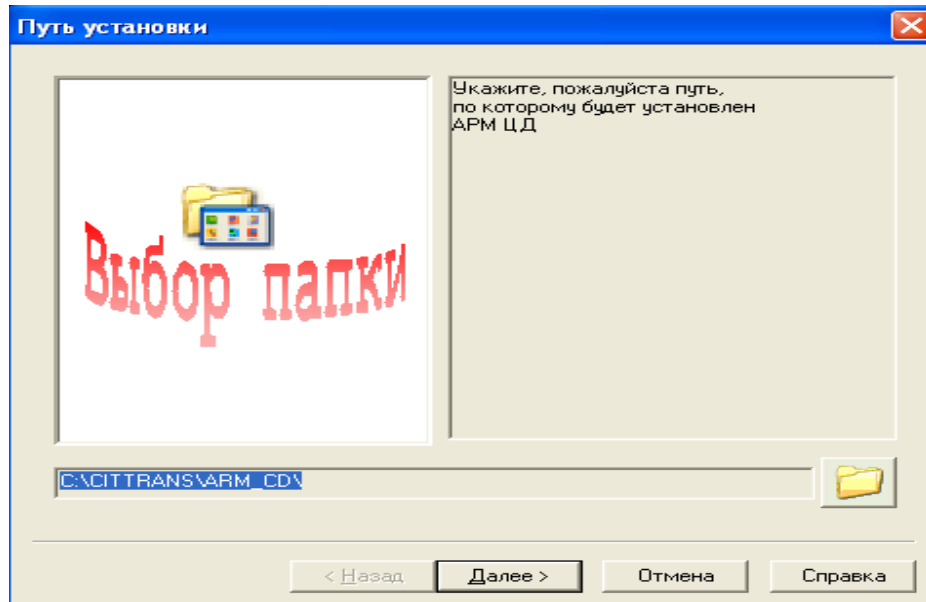 Путь установки
Укажите, пожалуйста путь,
по которому будет установлен
АРМ ЦД
Выбор папки
C:\CITTRANS\ARM_CD\
< Назад
Далее >
Отмена
Справка